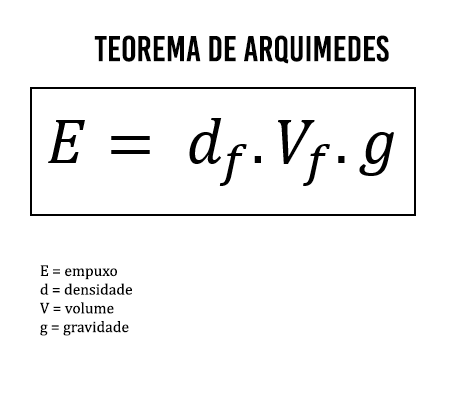 TEOREMA DE ARQUIMEDES
E = d_f . V_f . g
E = empuxo
d = densidade
V = volume
g = gravidade